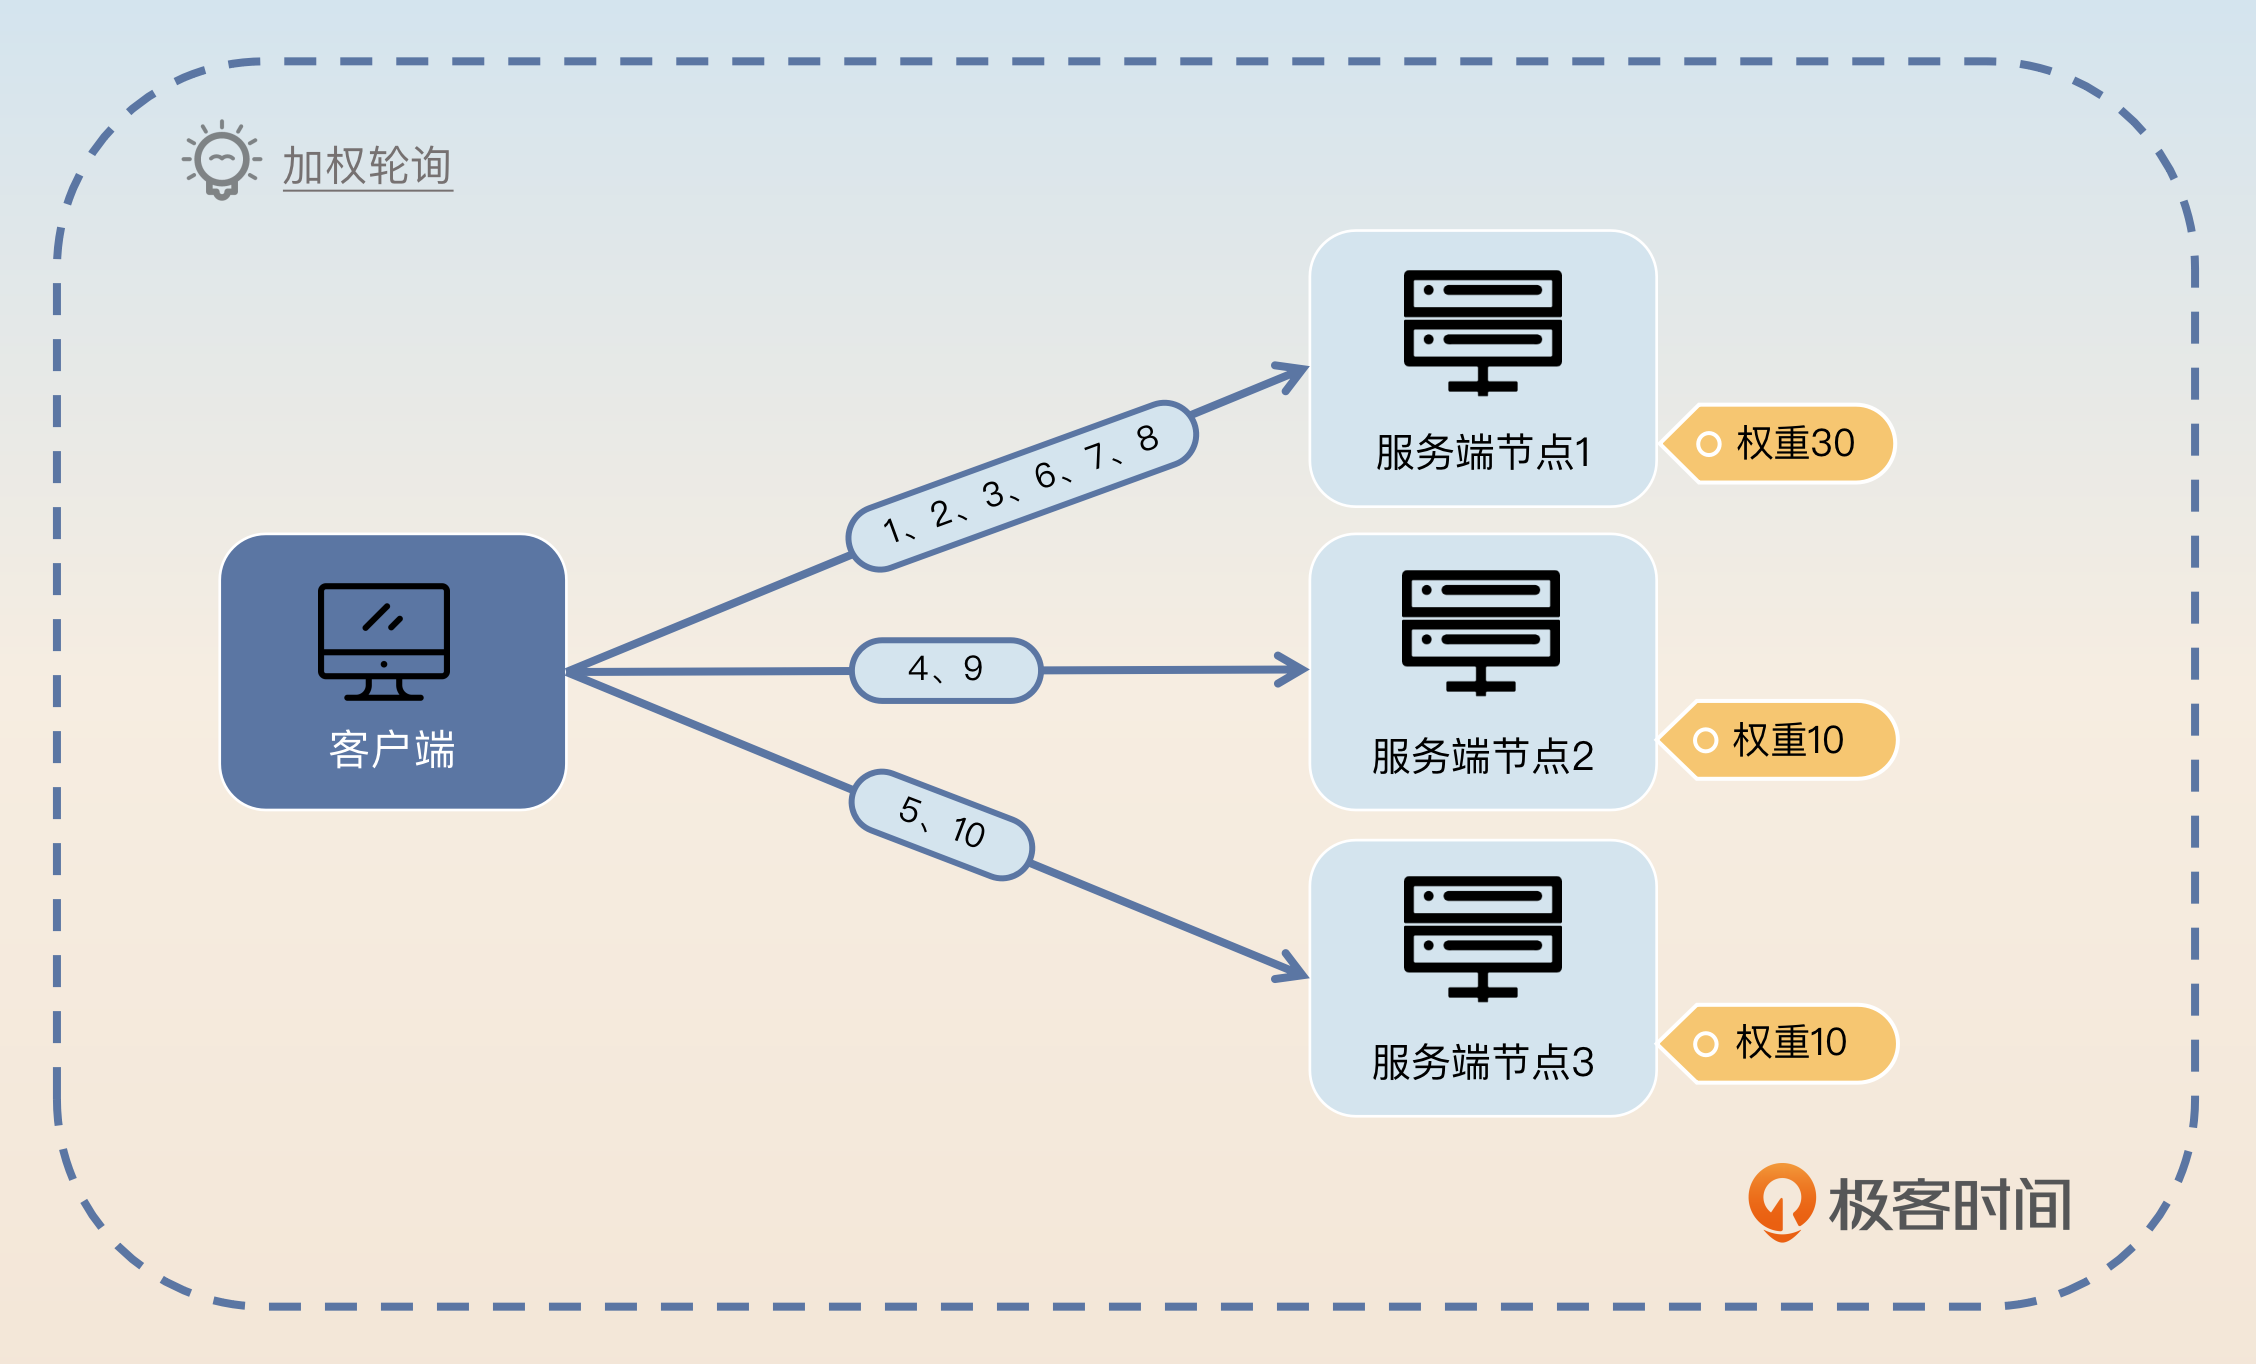 加权轮询
1、2、3、6、7、8
服务端节点1
权重30
客户端
4、9
服务端节点2
权重10
5、10
服务端节点3
权重10
极客时间